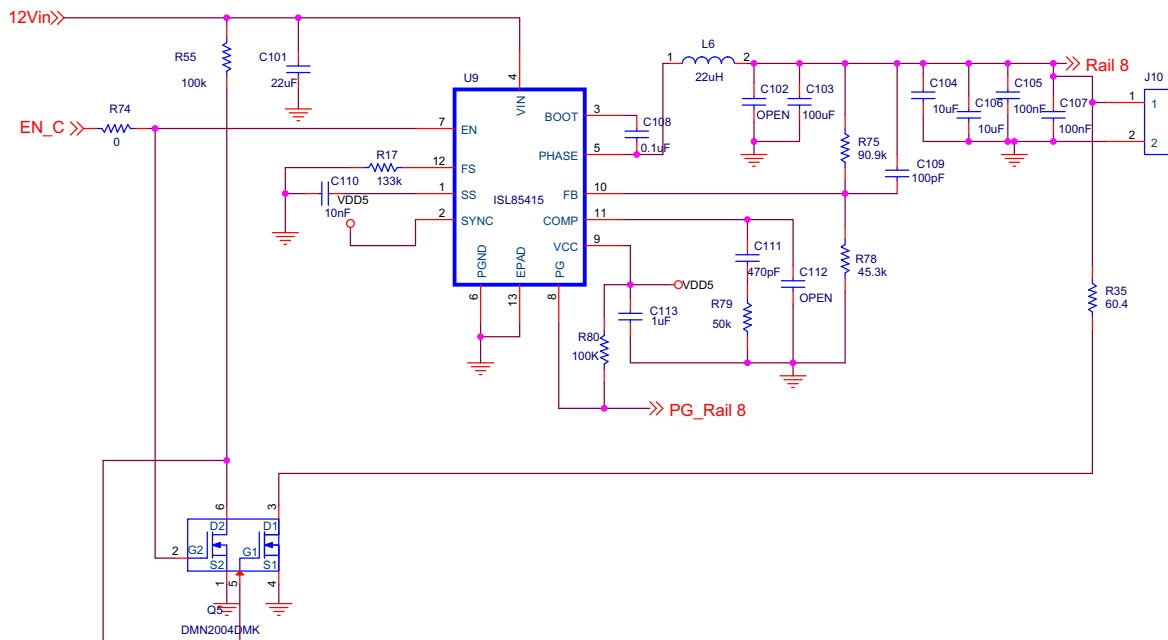 12Vin
R55
100k
C101
22uF
R74
0
EN_C
U9
4
VIN
7
EN
12
FS
1
SS
2
SYNC
R17
133k
C110
10nF
VDD5
ISL85415
3
BOOT
5
PHASE
10
FB
11
COMP
9
VCC
PGND
EPAD
PG
6
13
8
C108
0.1uF
1
L6
2
22uH
C102
OPEN
C103
100uF
R75
90.9k
C109
100pF
C104
10uF
C106
10uF
C105
100nF
C107
100nF
Rail 8
J10
1
1
2
2
C111
470pF
C112
OPEN
R78
45.3k
R79
50k
VDD5
C113
1uF
R80
100K
PG_Rail 8
R35
60.4
6
3
D2
D1
2
G2
G1
S2
S1
1
5
4
Q5
DMN2004DMK